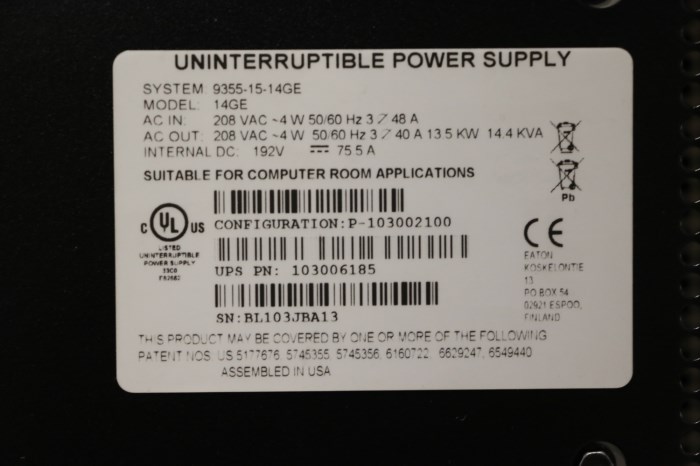 UNINTERRUPTIBLE POWER SUPPLY
SYSTEM: 9355-15-14GE
MODEL: 14GE
AC IN: 208 VAC ~4 W 50/60 Hz 3 / 48 A
AC OUT: 208 VAC ~4 W 50/60 Hz 3 / 40 A 13.5 KW 14.4 KVA
INTERNAL DC: 192V 75.5 A
SUITABLE FOR COMPUTER ROOM APPLICATIONS
Pb
C UL US
LISTED
UNINTERRUPTIBLE
POWER SUPPLY
CONFIGURATION:P-103002100
UPS PN: 103006185
SN:BL103JBA13
CE
EATON
KOSKELONTIE
13
PO BOX 54
02921 ESPOO,
FINLAND
THIS PRODUCT MAY BE COVERED BY ONE OR MORE OF THE FOLLOWING
PATENT NOS. US 5177676, 5745355, 5745356, 6160722, 6629247, 6549440
ASSEMBLED IN USA